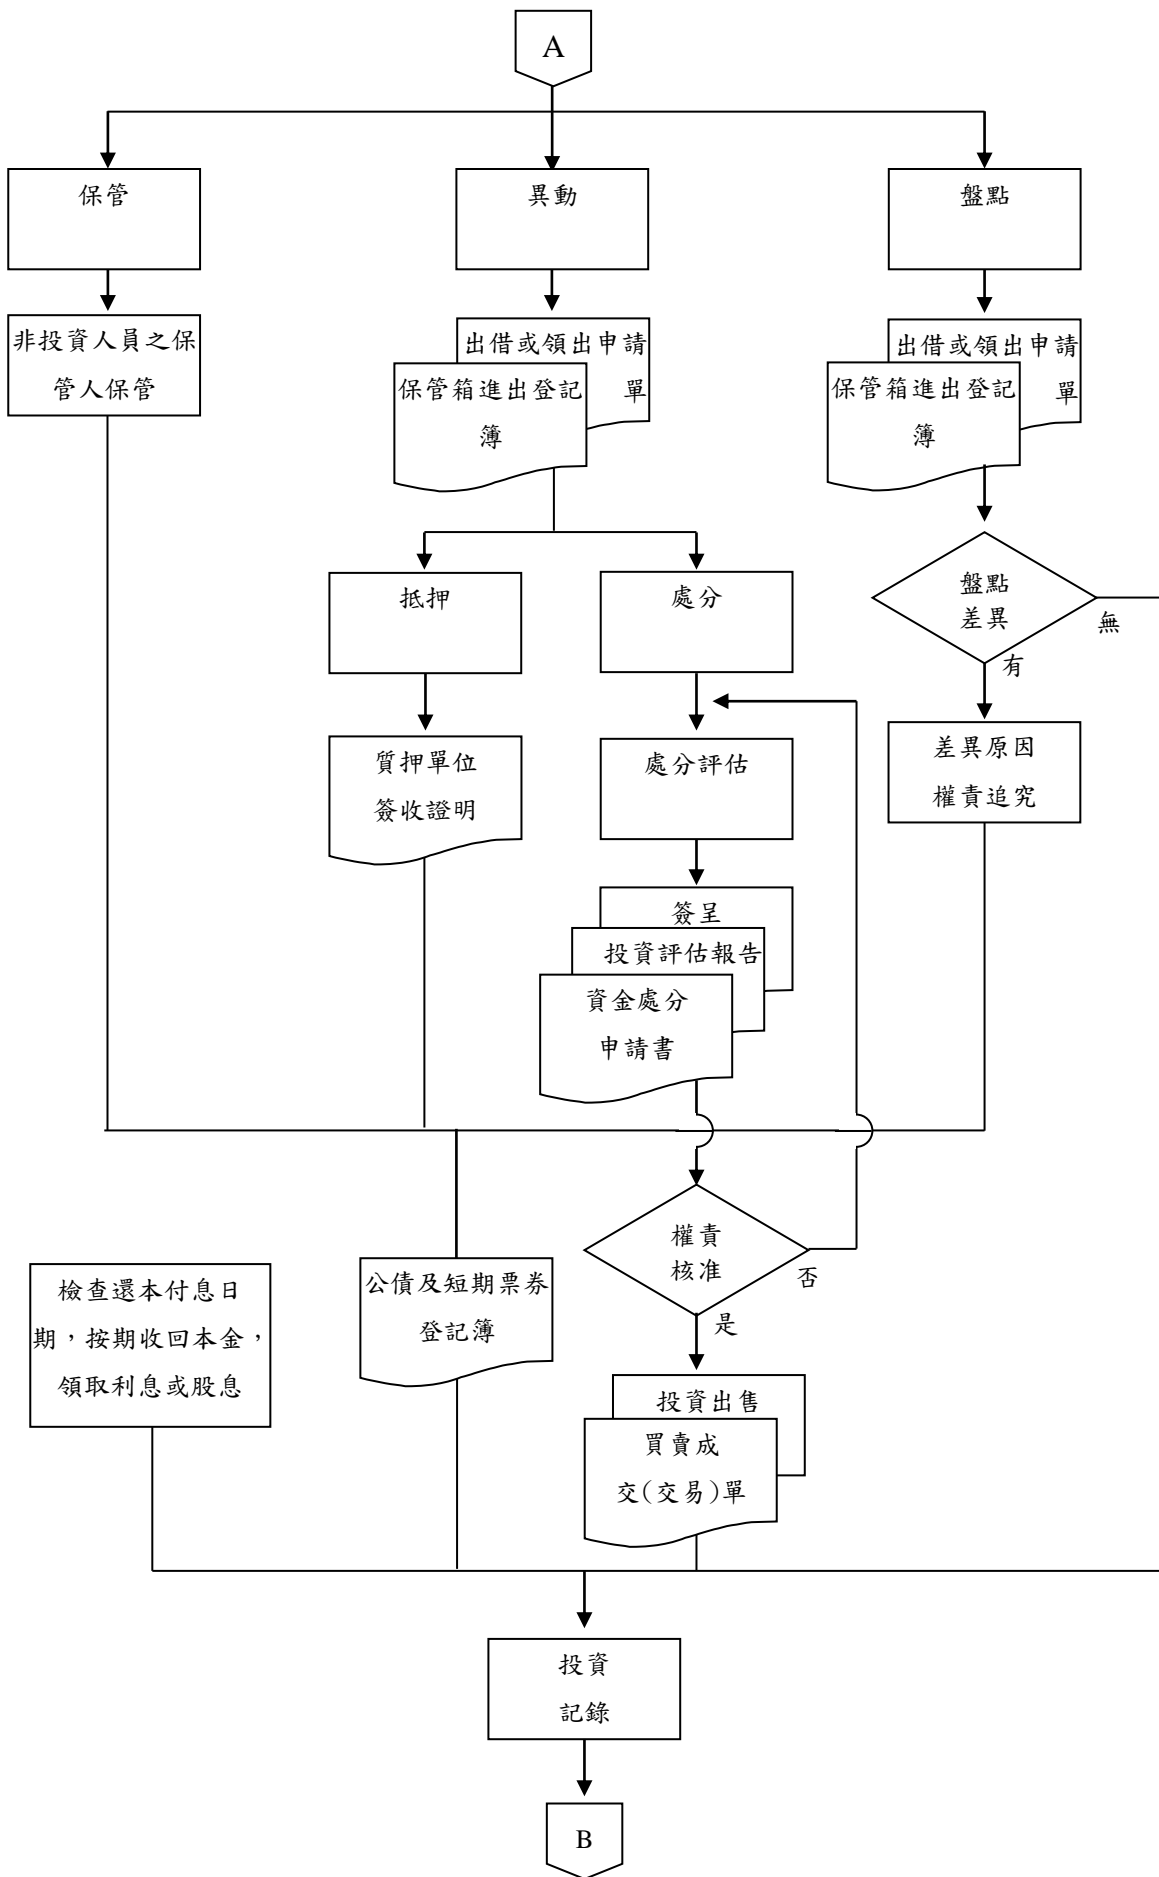 A
保管
異動
盤點
非投資人員之保
管人保管
出借或領出申請
單
保管箱進出登記
簿
出借或領出申請
單
保管箱進出登記
簿
抵押
處分
盤點
差異
無
有
質押單位
簽收證明
處分評估
差異原因
權責追究
簽呈
投資評估報告
資金處分
申請書
權責
核准
否
是
檢查還本付息日
期，按期收回本金，
領取利息或股息
公債及短期票券
登記簿
投資出售
買賣成
交(交易)單
投資
記錄
B